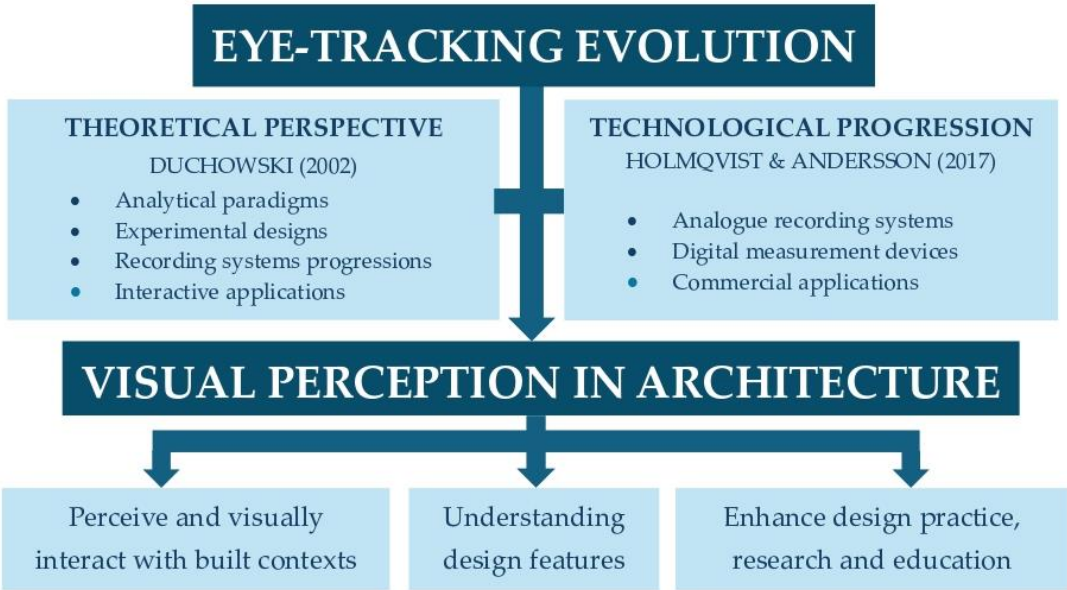 EYE-TRACKING EVOLUTION
THEORETICAL PERSPECTIVE
DUCHOWSKI (2002)
• Analytical paradigms
• Experimental designs
• Recording systems progressions
• Interactive applications
TECHNOLOGICAL PROGRESSION
HOLMQVIST & ANDERSSON (2017)
• Analogue recording systems
• Digital measurement devices
• Commercial applications
VISUAL PERCEPTION IN ARCHITECTURE
Perceive and visually
interact with built contexts
Understanding
design features
Enhance design practice,
research and education